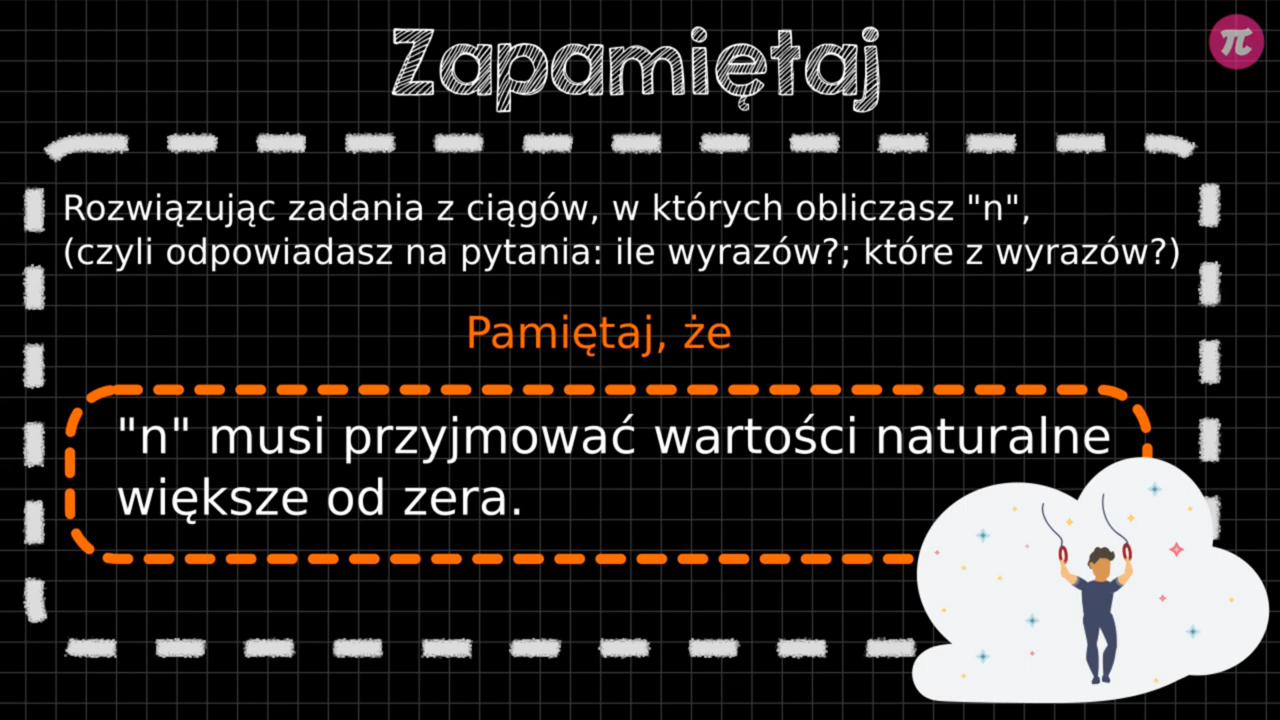 Zapamiętaj
π
Rozwiązując zadania z ciągów, w których obliczasz "n",
(czyli odpowiadasz na pytania: ile wyrazów?; które z wyrazów?)
Pamiętaj, że
"n" musi przyjmować wartości naturalne
większe od zera.